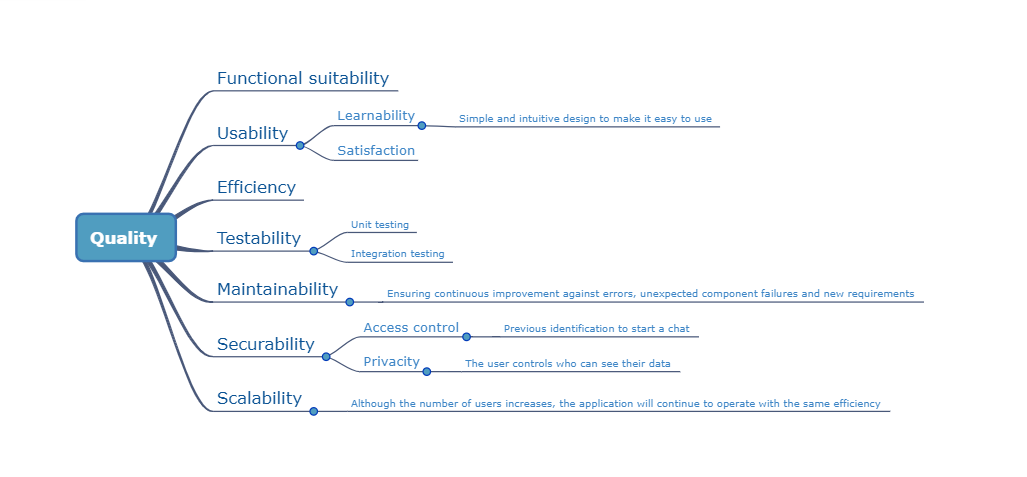 Quality
Functional suitability
Usability
Learnability
Simple and intuitive design to make it easy to use
Satisfaction
Efficiency
Testability
Unit testing
Integration testing
Maintainability
Ensuring continuous improvement against errors, unexpected component failures and new requirements
Securability
Access control
Previous identification to start a chat
Privacity
The user controls who can see their data
Scalability
Although the number of users increases, the application will continue to operate with the same efficiency